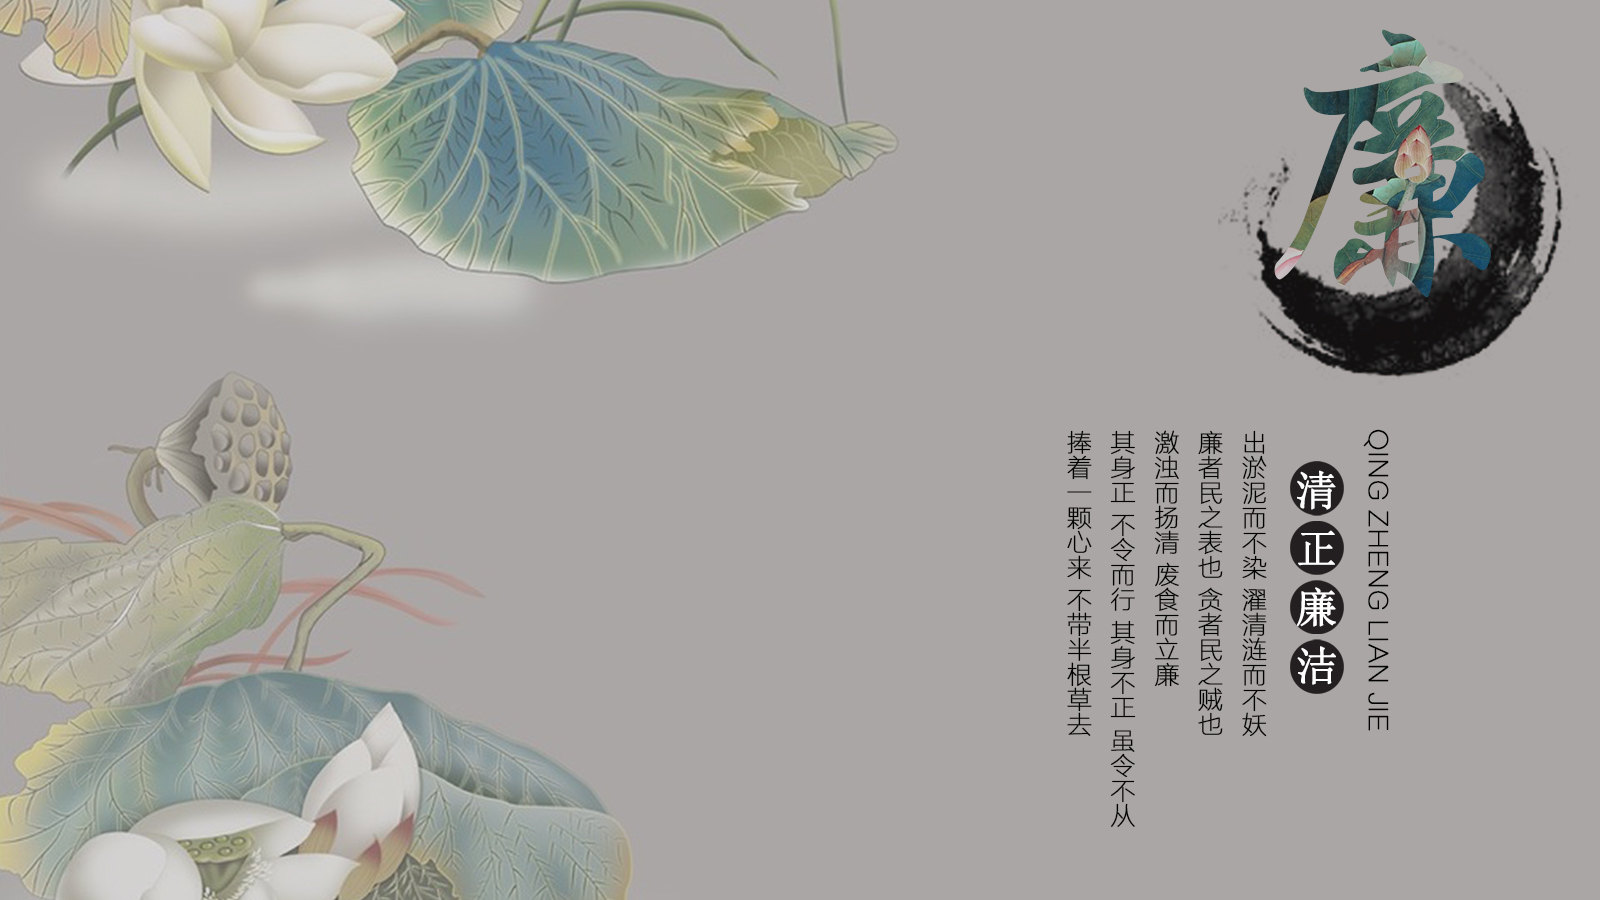 廉
QING ZHENG LIAN JIE
清正廉洁
出淤泥而不染 濯清涟而不妖
廉者民之表也 贪者民之贼也
激浊而扬清 废食而立廉
其身正 不令而行 其身不正 虽令不从
捧着一颗心来 不带半根草去